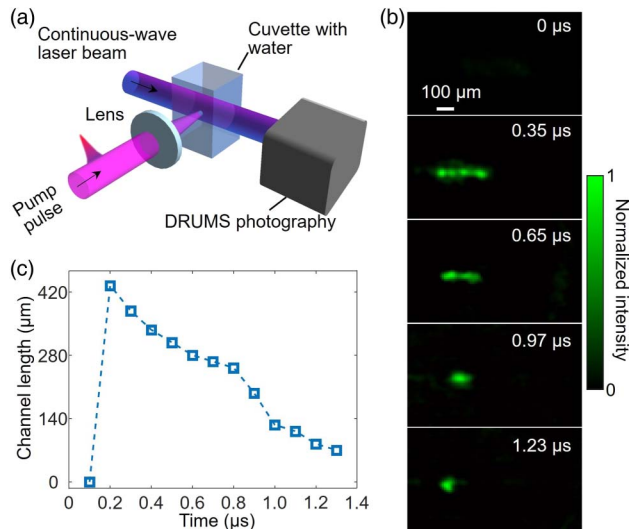 (a)
Continuous-wave
laser beam
Cuvette with
water
Lens
Pump
pulse
DRUMS photography
(b)
0 µs
100 µm
0.35 µs
0.65 µs
0.97 µs
1.23 µs
1
Normalized intensity
0
(c)
Channel length (µm)
420
280
140
0
0 0.2 0.4 0.6 0.8 1.0 1.2 1.4
Time (µs)